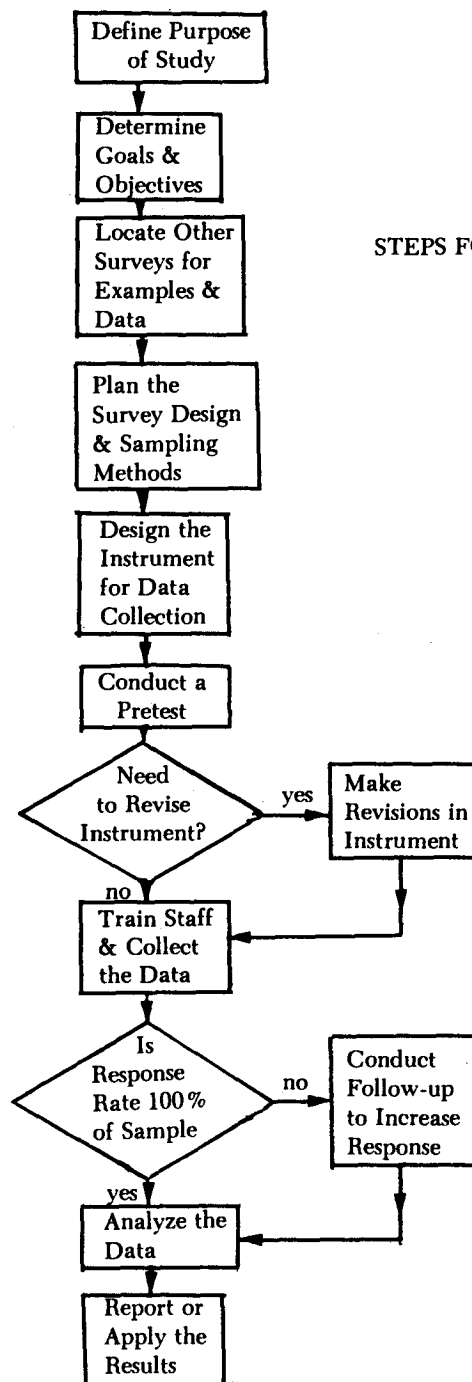 Define Purpose
of Study
Determine
Goals &
Objectives
Locate Other
Surveys for
Examples &
Data
STEPS
Plan the
Survey Design
& Sampling
Methods
Design the
Instrument
for Data
Collection
Conduct a
Pretest
Need
to Revise
Instrument?
yes
Make
Revisions in
Instrument
no
Train Staff
& Collect
the Data
Is
Response
Rate 100%
of Sample
no
Conduct
Follow-up
to Increase
Response
yes
Analyze the
Data
Report or
Apply the
Results